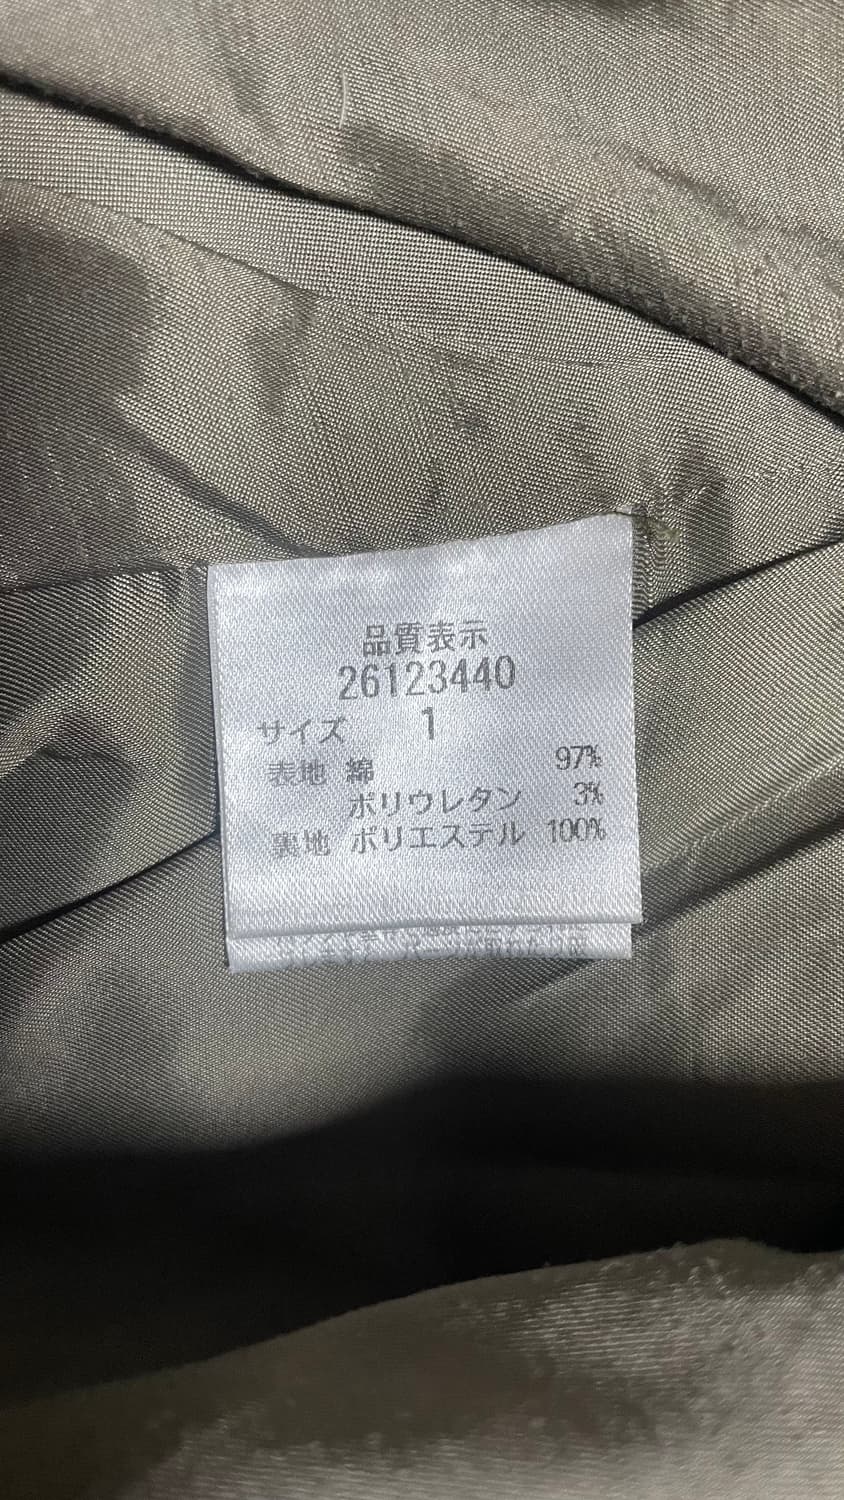 品質表示
26123440
サイズ 1
表地 綿 97%
ポリウレタン 3%
裏地 ポリエステル 100%